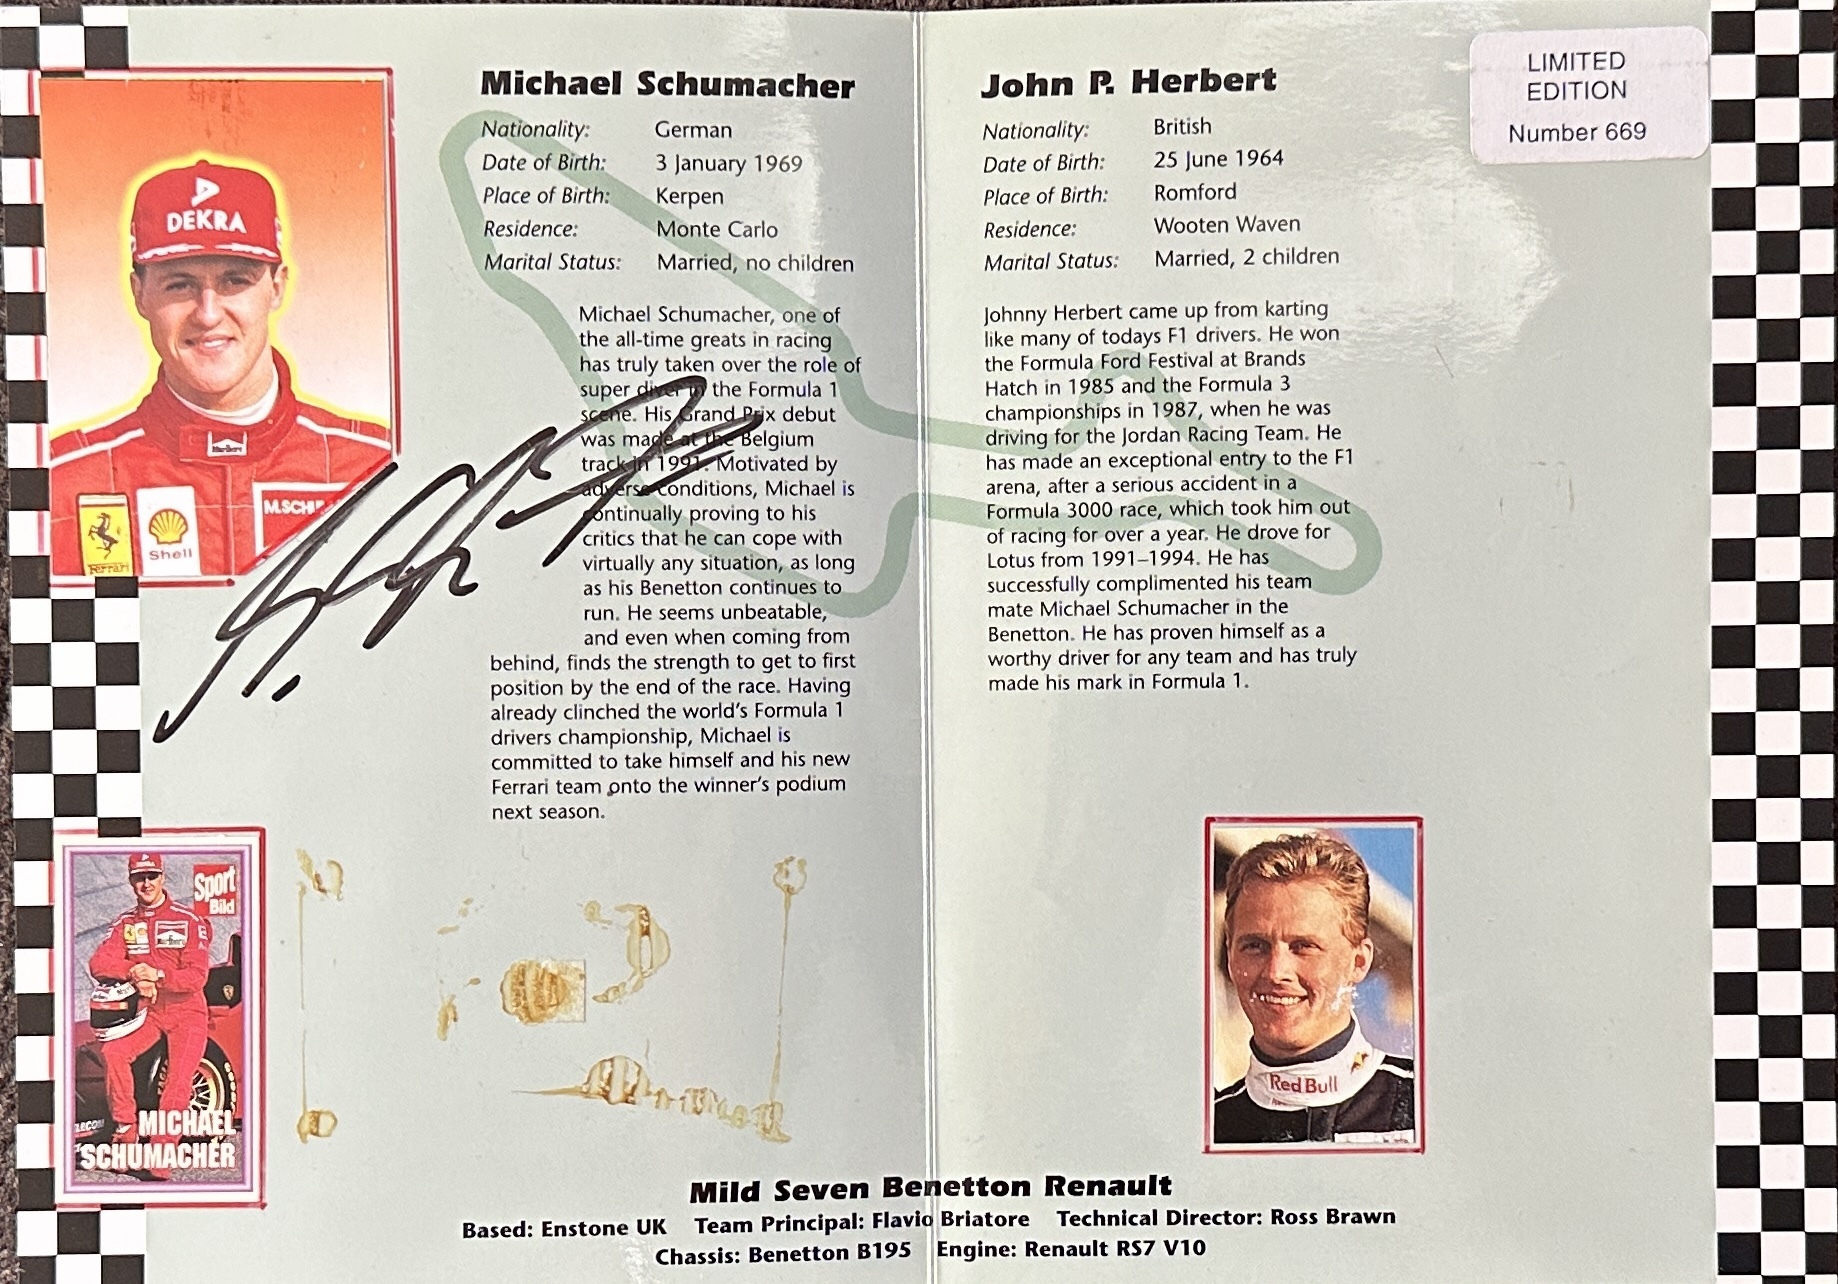 DEKRA
Marlboro
M.SCHU
Ferrari
Shell
Michael Schumacher
Nationality: German
Date of Birth: 3 January 1969
Place of Birth: Kerpen
Residence: Monte Carlo
Marital Status: Married, no children
Michael Schumacher, one of
the all-time greats in racing
has truly taken over the role of
super diver in the Formula 1
scene. His Grand Prix debut
was made at the Belgium
track in 1991. Motivated by
adverse conditions, Michael is
continually proving to his
critics that he can cope with
virtually any situation, as long
as his Benetton continues to
run. He seems unbeatable,
and even when coming from
behind, finds the strength to get to first
position by the end of the race. Having
already clinched the world's Formula 1
drivers championship, Michael is
committed to take himself and his new
Ferrari team onto the winner's podium
next season.
Sport
Bild
MICHAEL
SCHUMACHER
John P. Herbert
Nationality: British
Date of Birth: 25 June 1964
Place of Birth: Romford
Residence: Wooten Waven
Marital Status: Married, 2 children
Johnny Herbert came up from karting
like many of todays F1 drivers. He won
the Formula Ford Festival at Brands
Hatch in 1985 and the Formula 3
championships in 1987, when he was
driving for the Jordan Racing Team. He
has made an exceptional entry to the F1
arena, after a serious accident in a
Formula 3000 race, which took him out
of racing for over a year. He drove for
Lotus from 1991–1994. He has
successfully complimented his team
mate Michael Schumacher in the
Benetton. He has proven himself as a
worthy driver for any team and has truly
made his mark in Formula 1.
LIMITED
EDITION
Number 669
Red Bull
Mild Seven Benetton Renault
Based: Enstone UK Team Principal: Flavio Briatore Technical Director: Ross Brawn
Chassis: Benetton B195 Engine: Renault RS7 V10